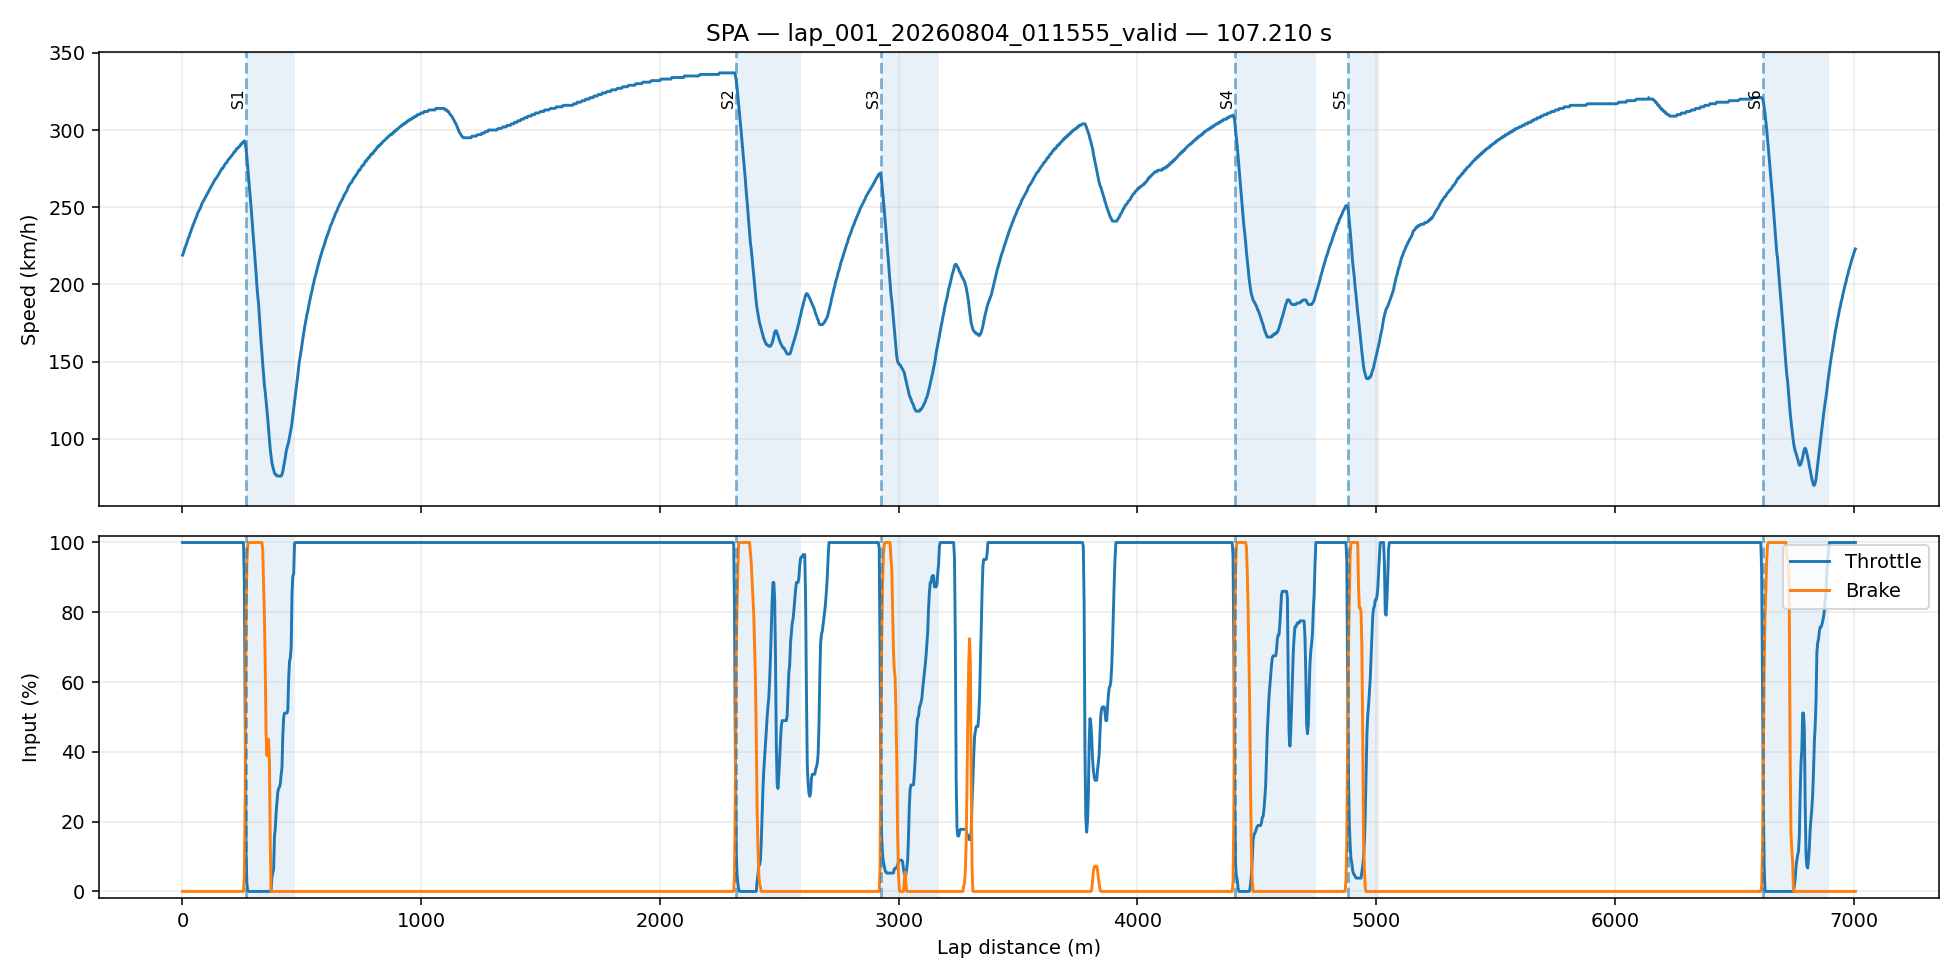 SPA — lap_001_20260804_011555_valid — 107.210 s
350
300
250
200
150
100
Speed (km/h)
S1
S2
S3
S4
S5
S6
100
80
60
40
20
0
Input (%)
Throttle
Brake
0
1000
2000
3000
4000
5000
6000
7000
Lap distance (m)